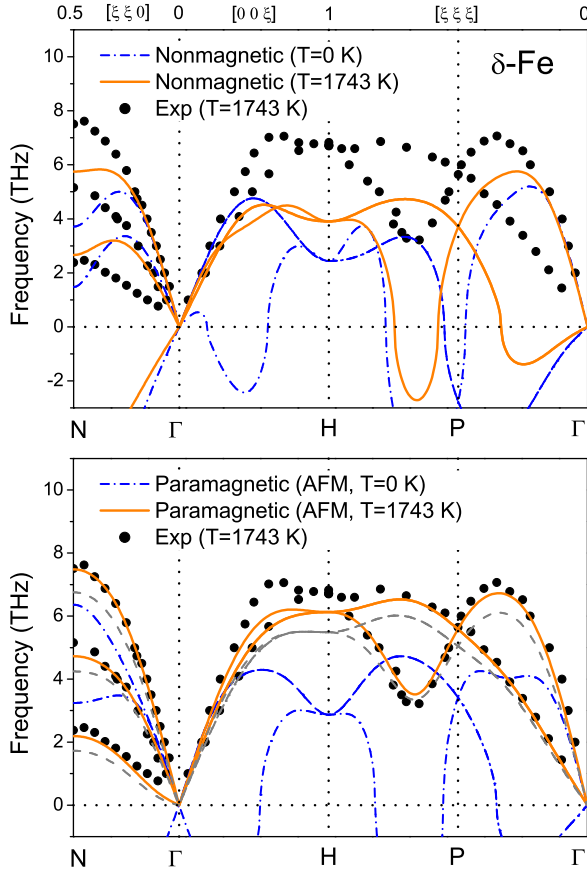 0.5 [ξ ξ 0] 0 [0 0 ξ] 1 [ξ ξ ξ] 0
Nonmagnetic (T=0 K)
Nonmagnetic (T=1743 K)
Exp (T=1743 K)
δ-Fe
10
8
6
4
2
0
-2
Frequency (THz)
N Γ H P Γ
Paramagnetic (AFM, T=0 K)
Paramagnetic (AFM, T=1743 K)
Exp (T=1743 K)
10
8
6
4
2
0
Frequency (THz)
N Γ H P Γ